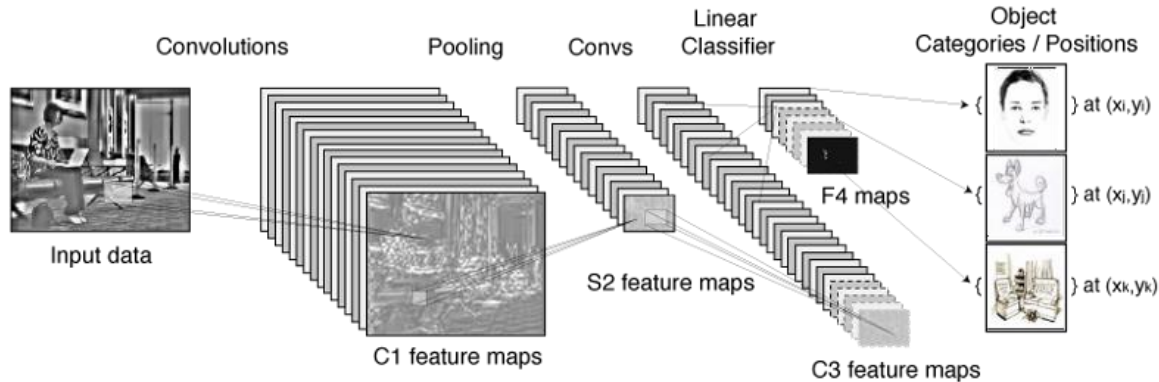 Convolutions
Pooling
Convs
Linear
Classifier
Object
Categories / Positions
{ } at (xi,yi)
{ } at (xj,yj)
{ } at (xk,yk)
Input data
C1 feature maps
S2 feature maps
C3 feature maps
F4 maps